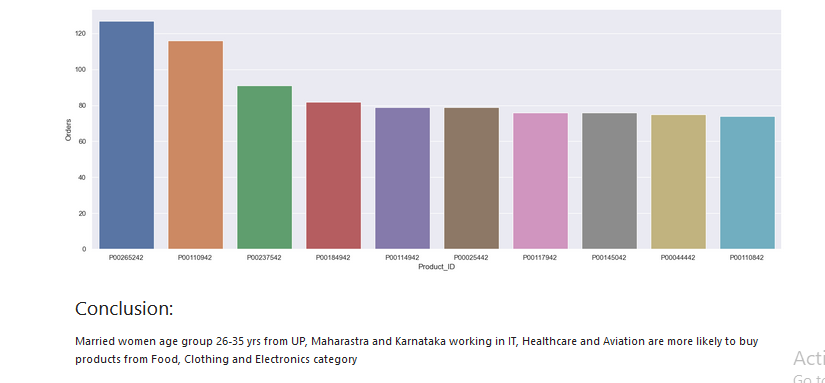 120
100
80
60
40
20
0
Orders
P00265242 P00110942 P00237542 P00184942 P00114942 P00025442 P00117942 P00145042 P00044442 P00110842
Product_ID
Conclusion:
Married women age group 26-35 yrs from UP, Maharastra and Karnataka working in IT, Healthcare and Aviation are more likely to buy
products from Food, Clothing and Electronics category
Acti
Go to